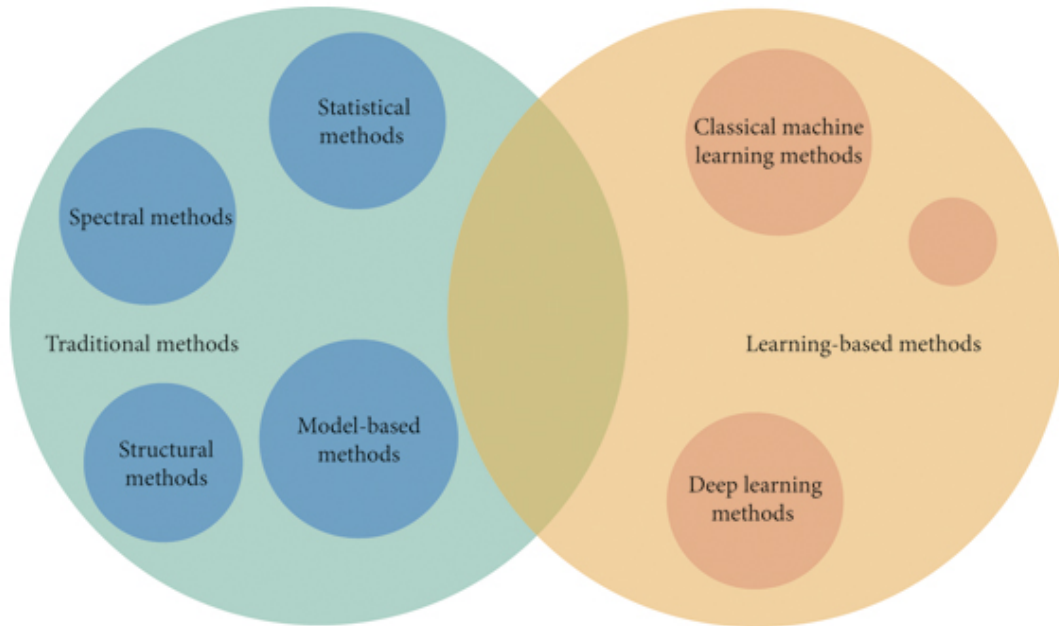 Statistical
methods
Spectral methods
Traditional methods
Structural
methods
Model-based
methods
Classical machine
learning methods
Learning-based methods
Deep learning
methods